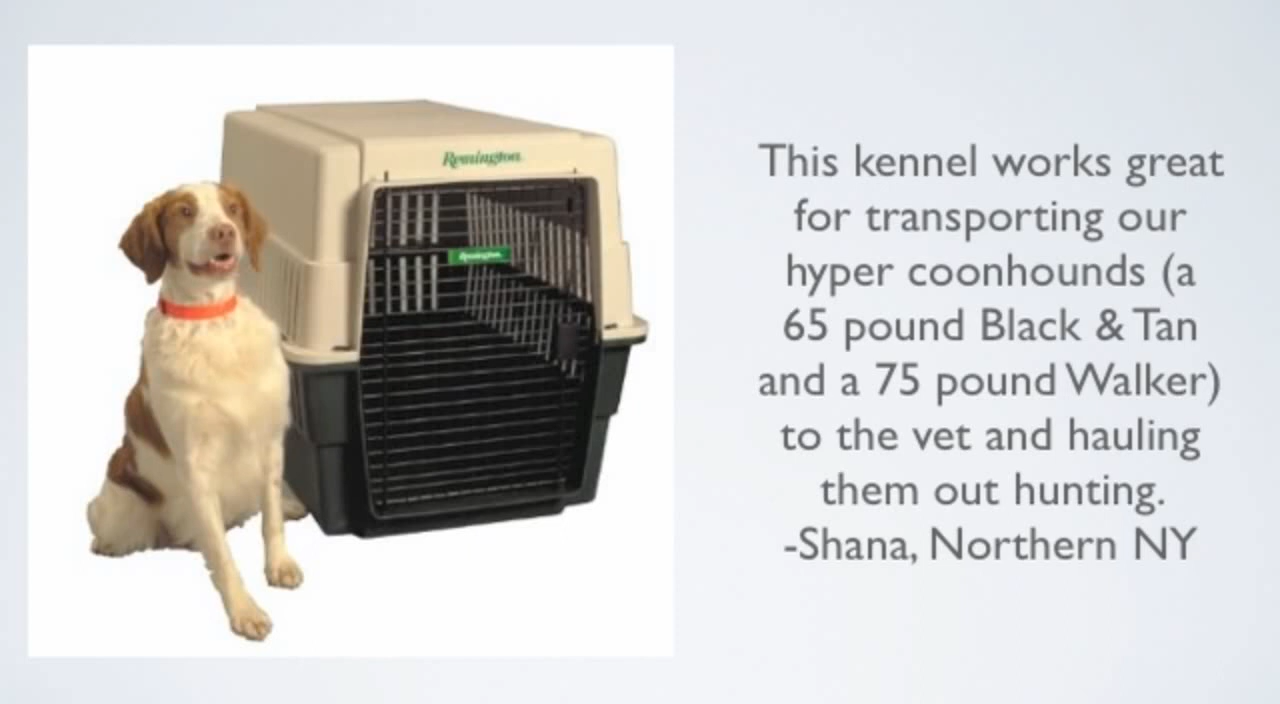 Remington
Remington
This kennel works great
for transporting our
hyper coonhounds (a
65 pound Black & Tan
and a 75 pound Walker)
to the vet and hauling
them out hunting.
-Shana, Northern NY